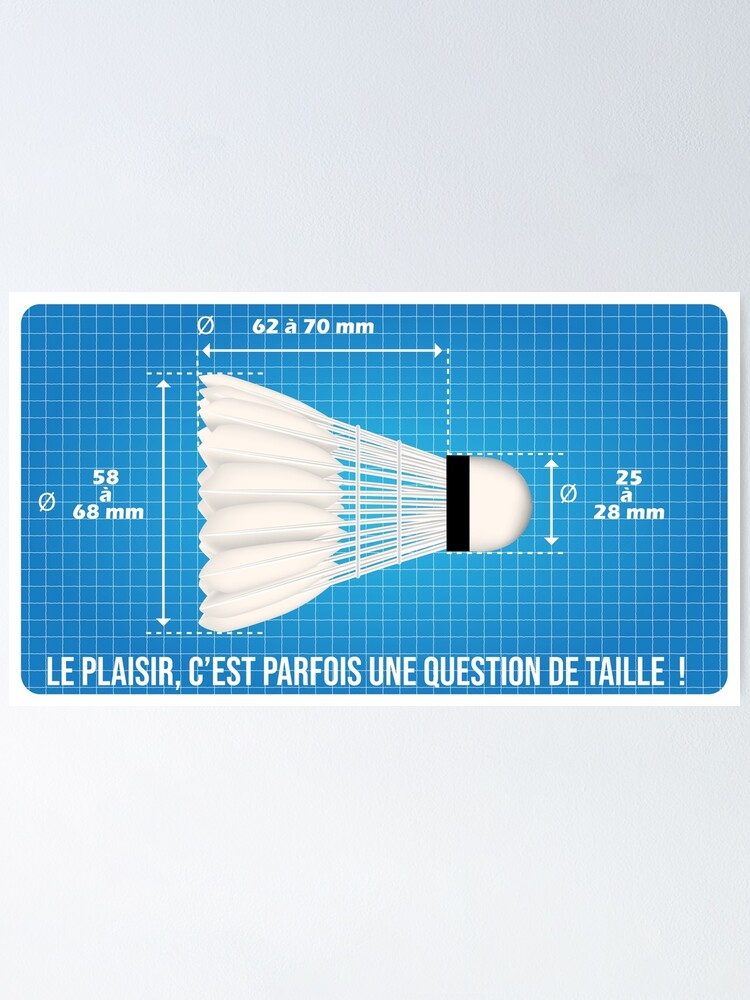 Ø 62 à 70 mm
Ø 58
à
68 mm
Ø 25
à
28 mm
LE PLAISIR, C’EST PARFOIS UNE QUESTION DE TAILLE !